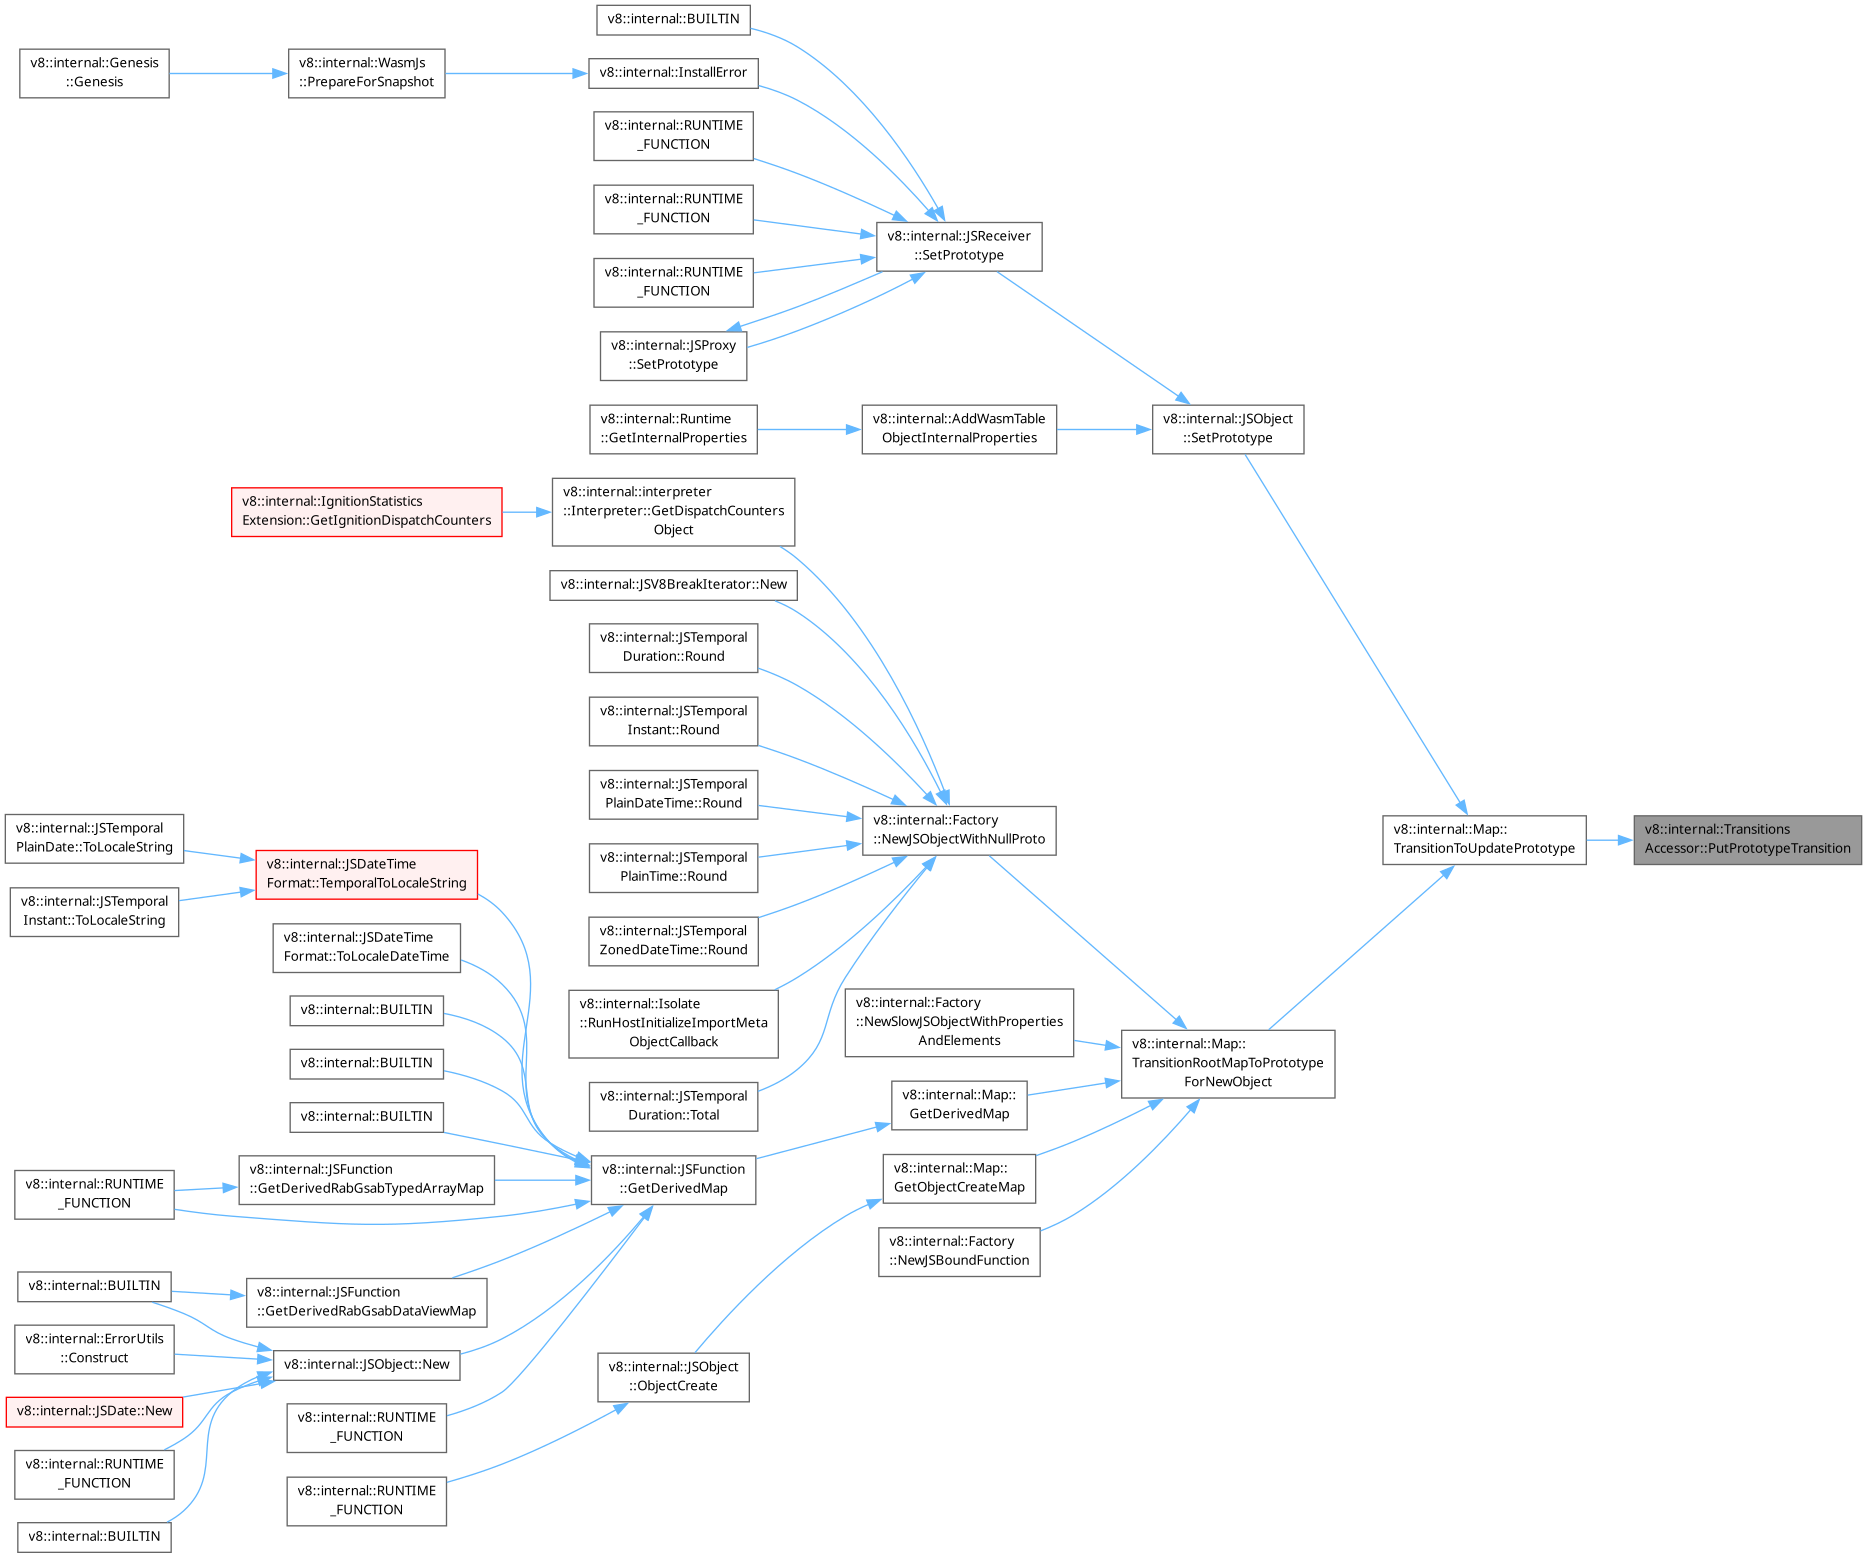 v8::internal::BUILTIN
v8::internal::Genesis
::Genesis
v8::internal::WasmJs
::PrepareForSnapshot
v8::internal::InstallError
v8::internal::RUNTIME
_FUNCTION
v8::internal::RUNTIME
_FUNCTION
v8::internal::JSReceiver
::SetPrototype
v8::internal::RUNTIME
_FUNCTION
v8::internal::JSProxy
::SetPrototype
v8::internal::Runtime
::GetInternalProperties
v8::internal::AddWasmTable
ObjectInternalProperties
v8::internal::JSObject
::SetPrototype
v8::internal::IgnitionStatistics
Extension::GetIgnitionDispatchCounters
v8::internal::interpreter
::Interpreter::GetDispatchCounters
Object
v8::internal::JSV8BreakIterator::New
v8::internal::JSTemporal
Duration::Round
v8::internal::JSTemporal
Instant::Round
v8::internal::JSTemporal
PlainDateTime::Round
v8::internal::Factory
::NewJSObjectWithNullProto
v8::internal::Map::
TransitionToUpdatePrototype
v8::internal::Transitions
Accessor::PutPrototypeTransition
v8::internal::JSTemporal
PlainDate::ToLocaleString
v8::internal::JSDateTime
Format::TemporalToLocaleString
v8::internal::JSTemporal
PlainTime::Round
v8::internal::JSTemporal
Instant::ToLocaleString
v8::internal::JSDateTime
Format::ToLocaleDateTime
v8::internal::JSTemporal
ZonedDateTime::Round
v8::internal::BUILTIN
v8::internal::Isolate
::RunHostInitializeImportMeta
ObjectCallback
v8::internal::Factory
::NewSlowJSObjectWithProperties
AndElements
v8::internal::Map::
TransitionRootMapToPrototype
ForNewObject
v8::internal::BUILTIN
v8::internal::BUILTIN
v8::internal::JSTemporal
Duration::Total
v8::internal::Map::
GetDerivedMap
v8::internal::RUNTIME
_FUNCTION
v8::internal::JSFunction
::GetDerivedRabGsabTypedArrayMap
v8::internal::JSFunction
::GetDerivedMap
v8::internal::Map::
GetObjectCreateMap
v8::internal::Factory
::NewJSBoundFunction
v8::internal::BUILTIN
v8::internal::JSFunction
::GetDerivedRabGsabDataViewMap
v8::internal::ErrorUtils
::Construct
v8::internal::JSObject::New
v8::internal::JSObject
::ObjectCreate
v8::internal::JSDate::New
v8::internal::RUNTIME
_FUNCTION
v8::internal::RUNTIME
_FUNCTION
v8::internal::RUNTIME
_FUNCTION
v8::internal::BUILTIN